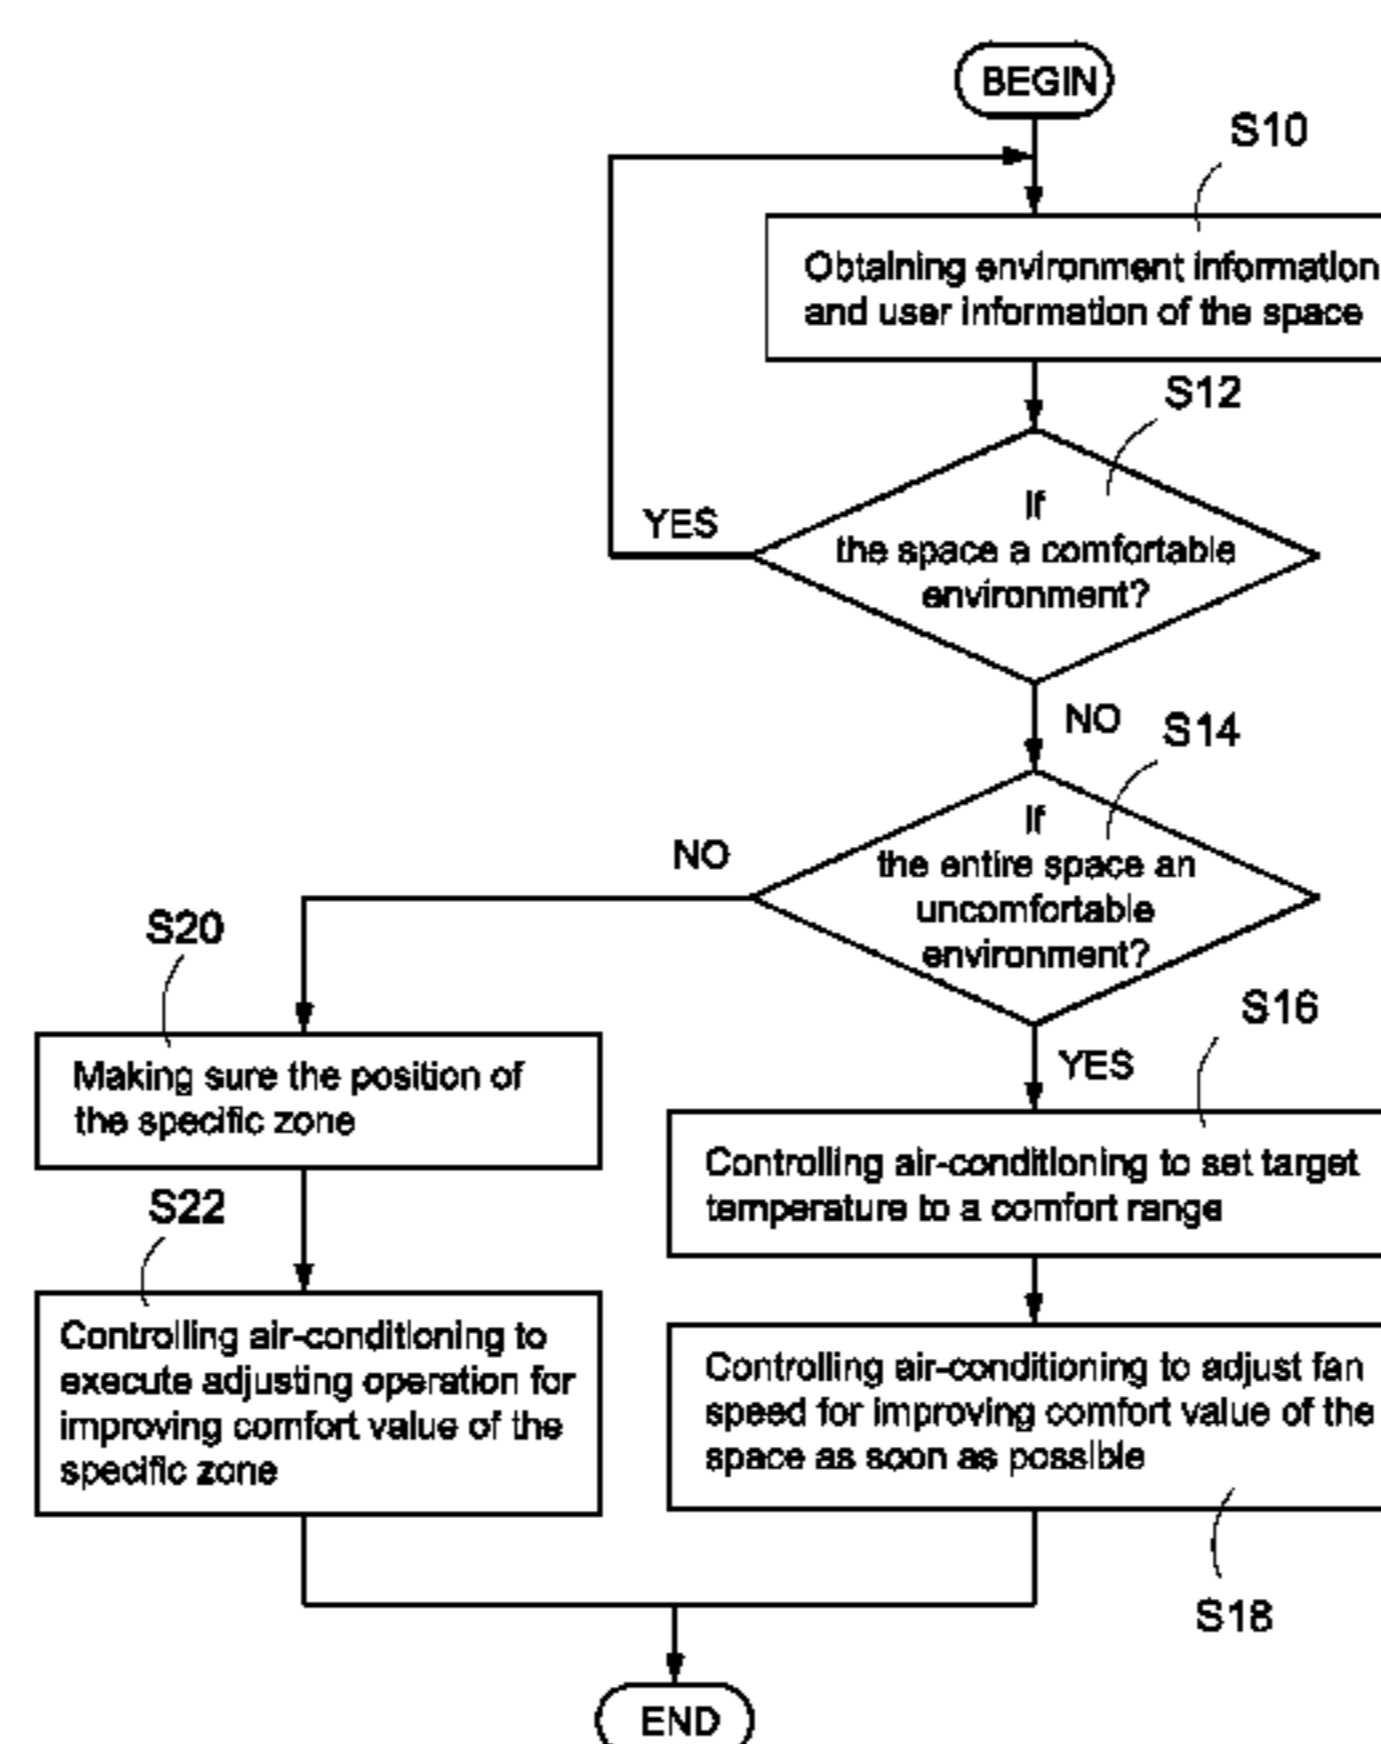 BEGIN
S10
Obtaining environment information
and user information of the space
S12
If
the space a comfortable
environment?
YES
NO
S14
If
the entire space an
uncomfortable
environment?
NO
YES
S20
Making sure the position of
the specific zone
S16
Controlling air-conditioning to set target
temperature to a comfort range
S22
Controlling air-conditioning to
execute adjusting operation for
improving comfort value of the
specific zone
Controlling air-conditioning to adjust fan
speed for improving comfort value of the
space as soon as possible
S18
END